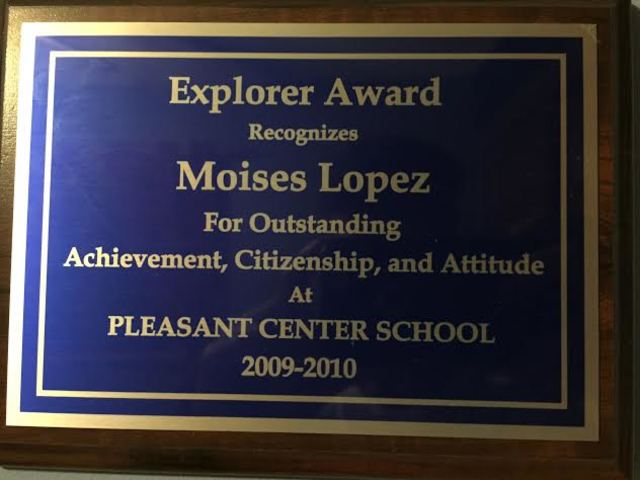 Explorer Award
Recognizes
Moises Lopez
For Outstanding
Achievement, Citizenship, and Attitude
At
PLEASANT CENTER SCHOOL
2009-2010